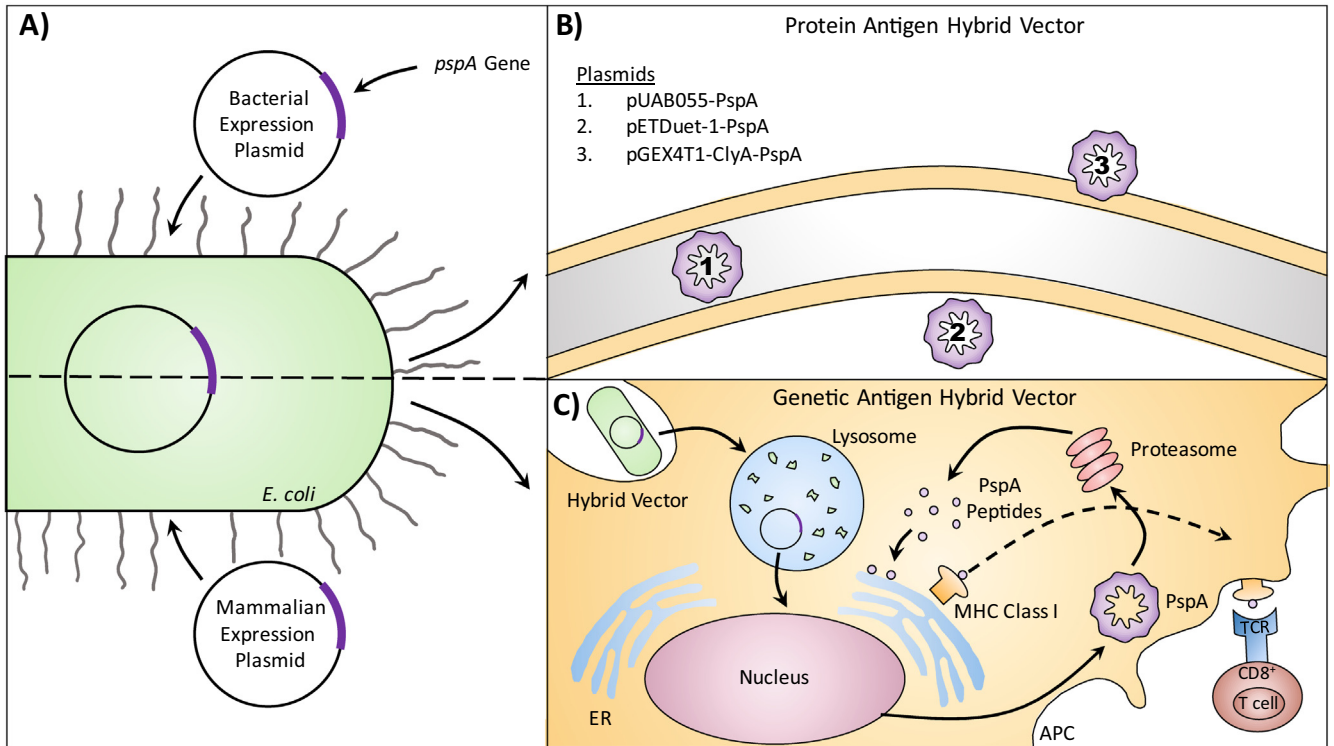 A)
pspA Gene
Bacterial
Expression
Plasmid
E. coli
Mammalian
Expression
Plasmid
B)
Protein Antigen Hybrid Vector
Plasmids
1. pUAB055-PspA
2. pETDuet-1-PspA
3. pGEX4T1-ClyA-PspA
3
1
2
C)
Genetic Antigen Hybrid Vector
Hybrid Vector
Lysosome
Proteasome
PspA
Peptides
MHC Class I
PspA
TCR
CD8⁺
T cell
Nucleus
ER
APC